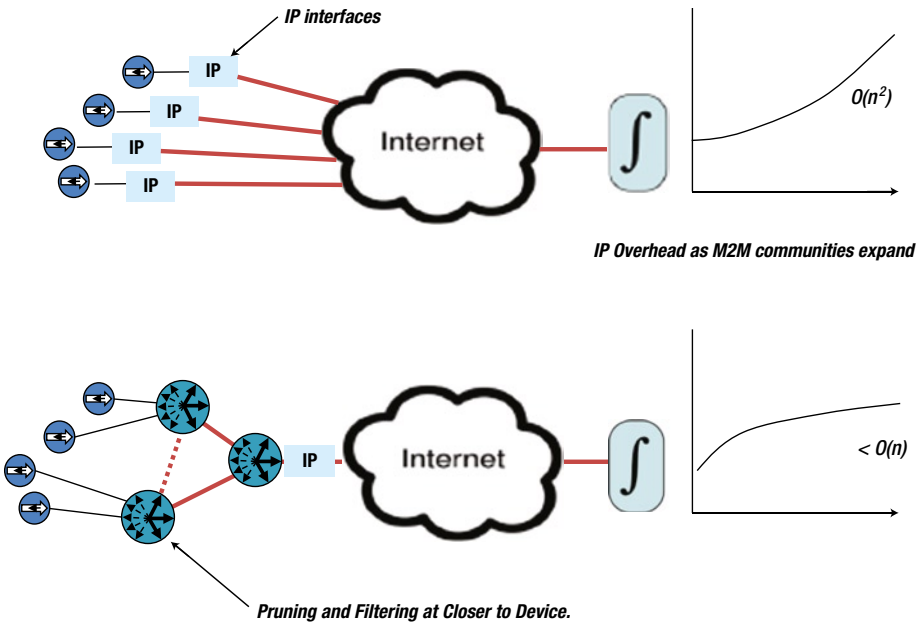 IP interfaces
IP
IP
IP
IP
Internet
∫
O(n²)
IP Overhead as M2M communities expand
IP
Internet
∫
< O(n)
Pruning and Filtering at Closer to Device.